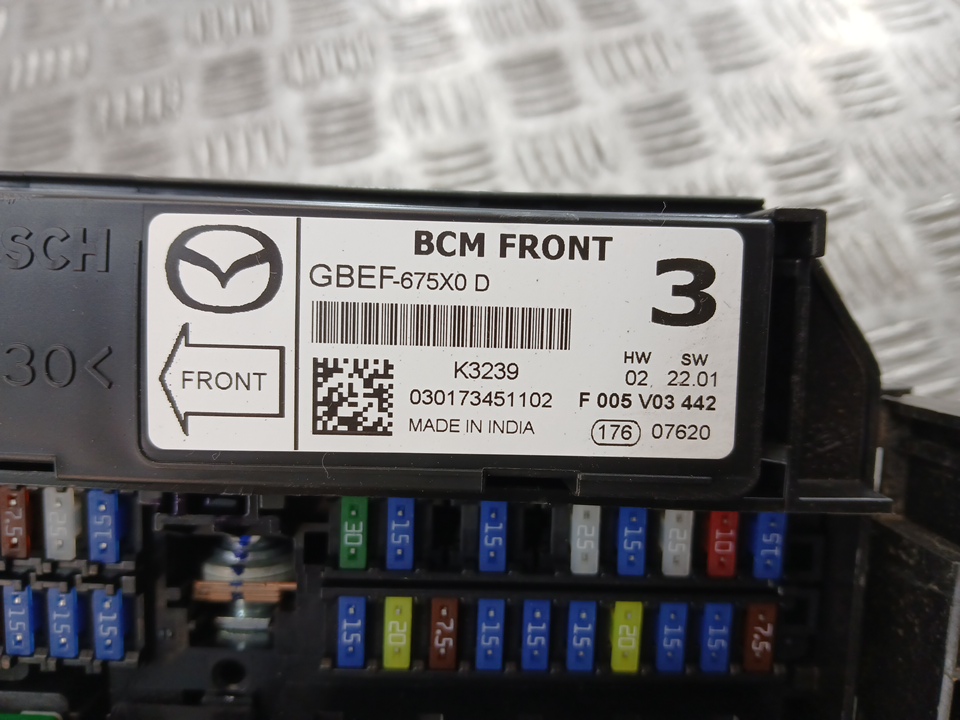 BCM FRONT
GBEF-675X0 D
3
FRONT
K3239
HW SW
02 22.01
030173451102
F 005 V03 442
MADE IN INDIA
176 07620
30<
7.5 25 15 30 15 15 25 15 25 10 15
15 15 15 15 20 7.5 15 15 15 20 15 15 7.5